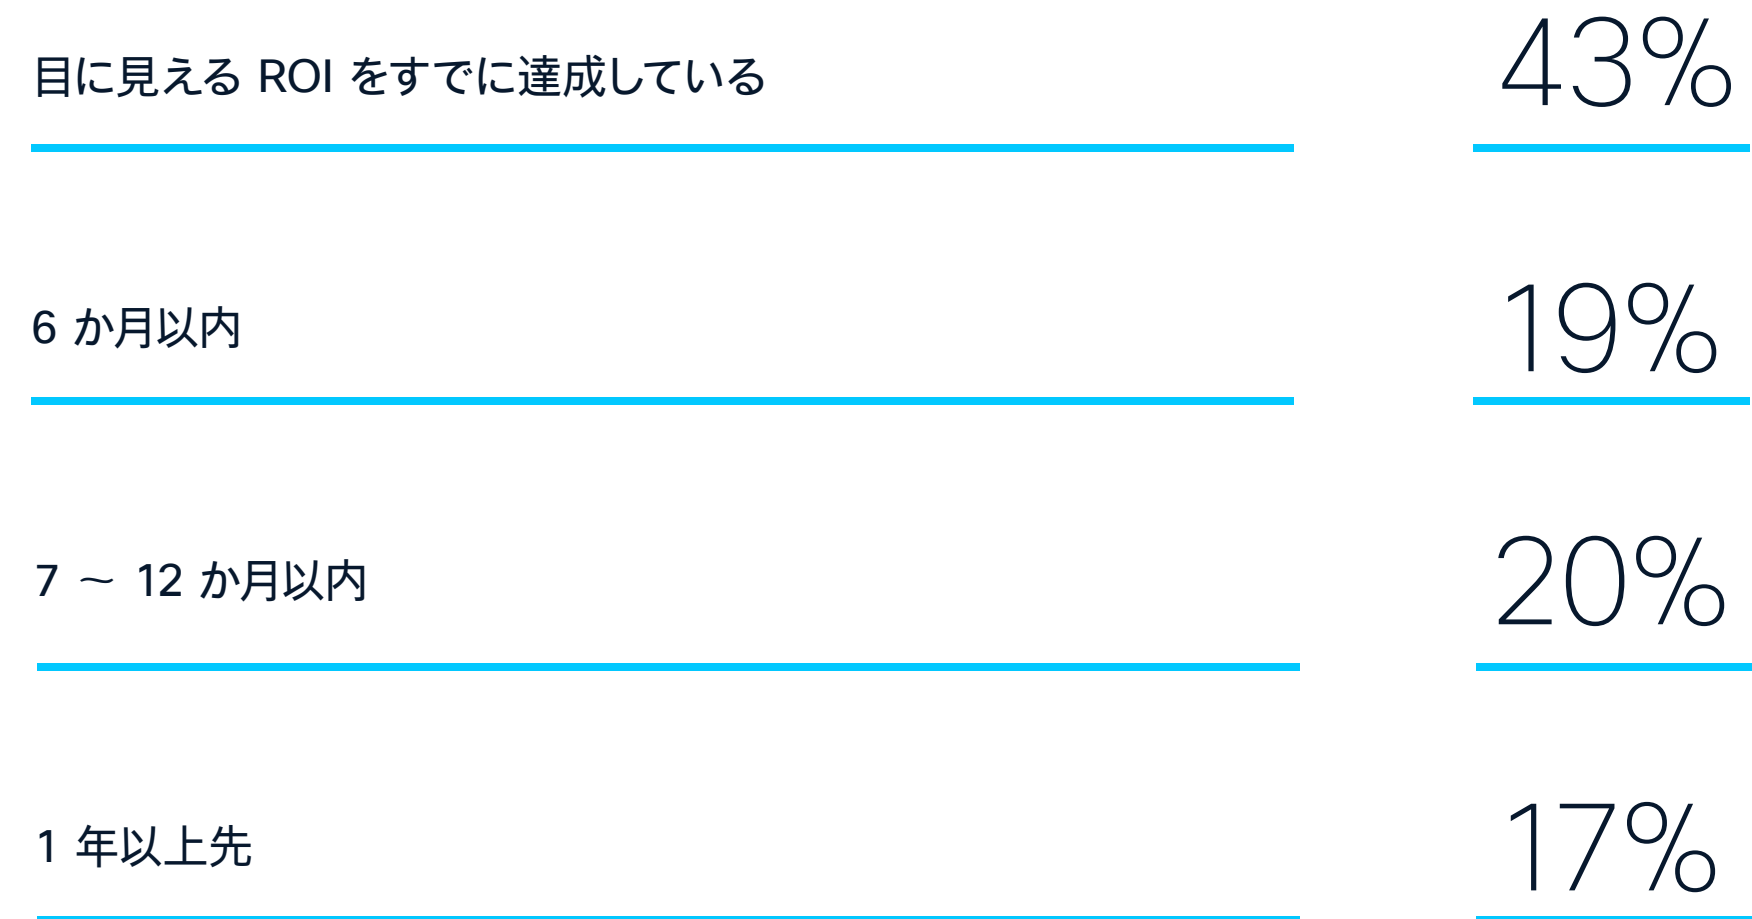 目に見える ROI をすでに達成している 43%
6 か月以内 19%
7 ～ 12 か月以内 20%
1 年以上先 17%